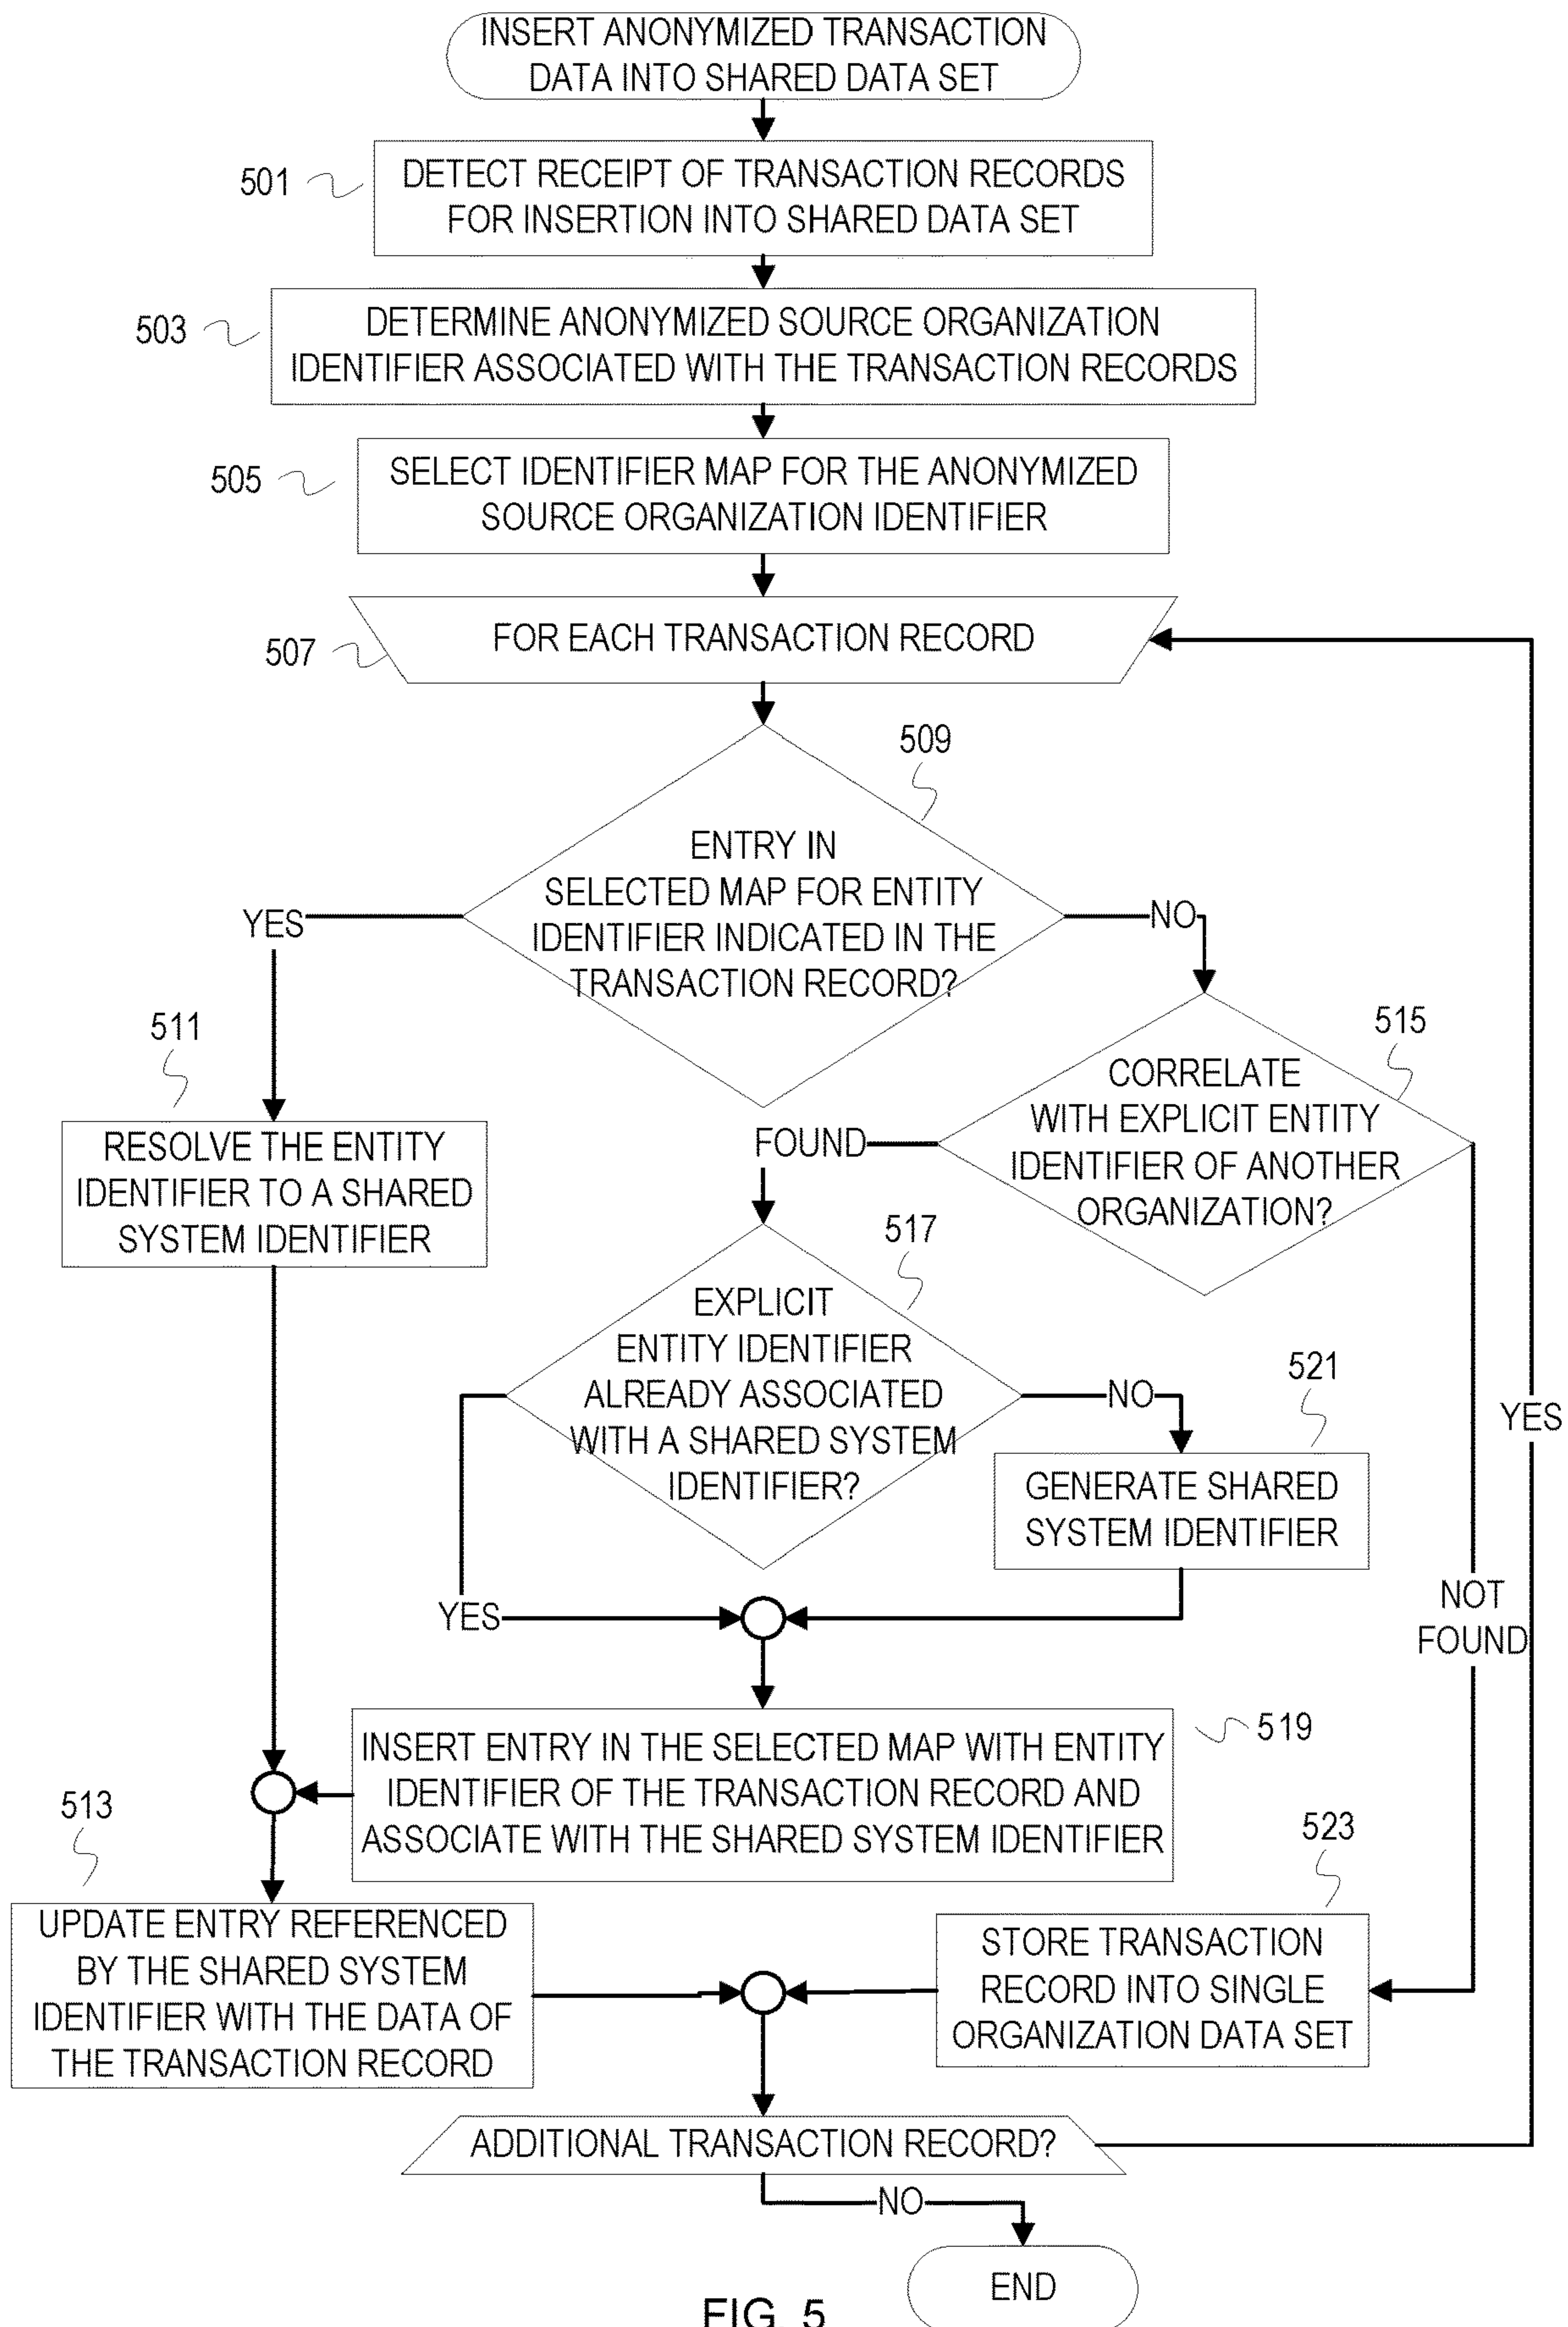 INSERT ANONYMIZED TRANSACTION
DATA INTO SHARED DATA SET
501
DETECT RECEIPT OF TRANSACTION RECORDS
FOR INSERTION INTO SHARED DATA SET
503
DETERMINE ANONYMIZED SOURCE ORGANIZATION
IDENTIFIER ASSOCIATED WITH THE TRANSACTION RECORDS
505
SELECT IDENTIFIER MAP FOR THE ANONYMIZED
SOURCE ORGANIZATION IDENTIFIER
507
FOR EACH TRANSACTION RECORD
509
ENTRY IN
SELECTED MAP FOR ENTITY
IDENTIFIER INDICATED IN THE
TRANSACTION RECORD?
YES
NO
511
RESOLVE THE ENTITY
IDENTIFIER TO A SHARED
SYSTEM IDENTIFIER
515
CORRELATE
WITH EXPLICIT ENTITY
IDENTIFIER OF ANOTHER
ORGANIZATION?
FOUND
517
EXPLICIT
ENTITY IDENTIFIER
ALREADY ASSOCIATED
WITH A SHARED SYSTEM
IDENTIFIER?
NO
521
GENERATE SHARED
SYSTEM IDENTIFIER
YES
YES
NOT
FOUND
519
INSERT ENTRY IN THE SELECTED MAP WITH ENTITY
IDENTIFIER OF THE TRANSACTION RECORD AND
ASSOCIATE WITH THE SHARED SYSTEM IDENTIFIER
513
UPDATE ENTRY REFERENCED
BY THE SHARED SYSTEM
IDENTIFIER WITH THE DATA OF
THE TRANSACTION RECORD
523
STORE TRANSACTION
RECORD INTO SINGLE
ORGANIZATION DATA SET
ADDITIONAL TRANSACTION RECORD?
NO
END
FIG. 5